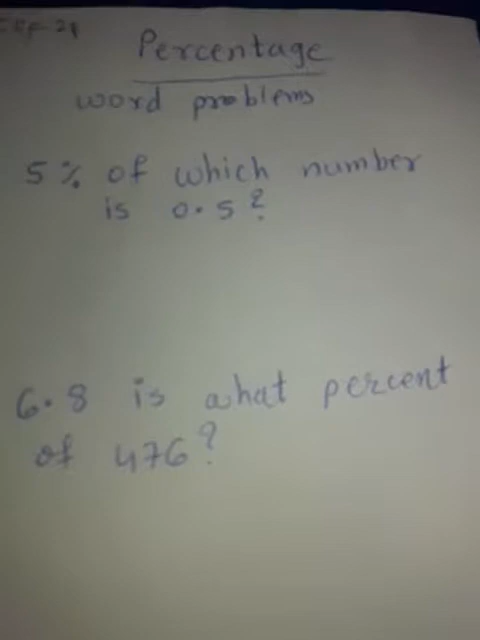 Percentage
word problems
5% of which number
is 0.5?
6.8 is what percent
of 476?